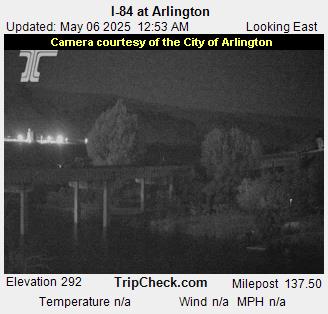 I-84 at Arlington
Updated: May 06 2025 12:53 AM Looking East
Camera courtesy of the City of Arlington
Elevation 292 TripCheck.com Milepost 137.50
Temperature n/a Wind n/a MPH n/a